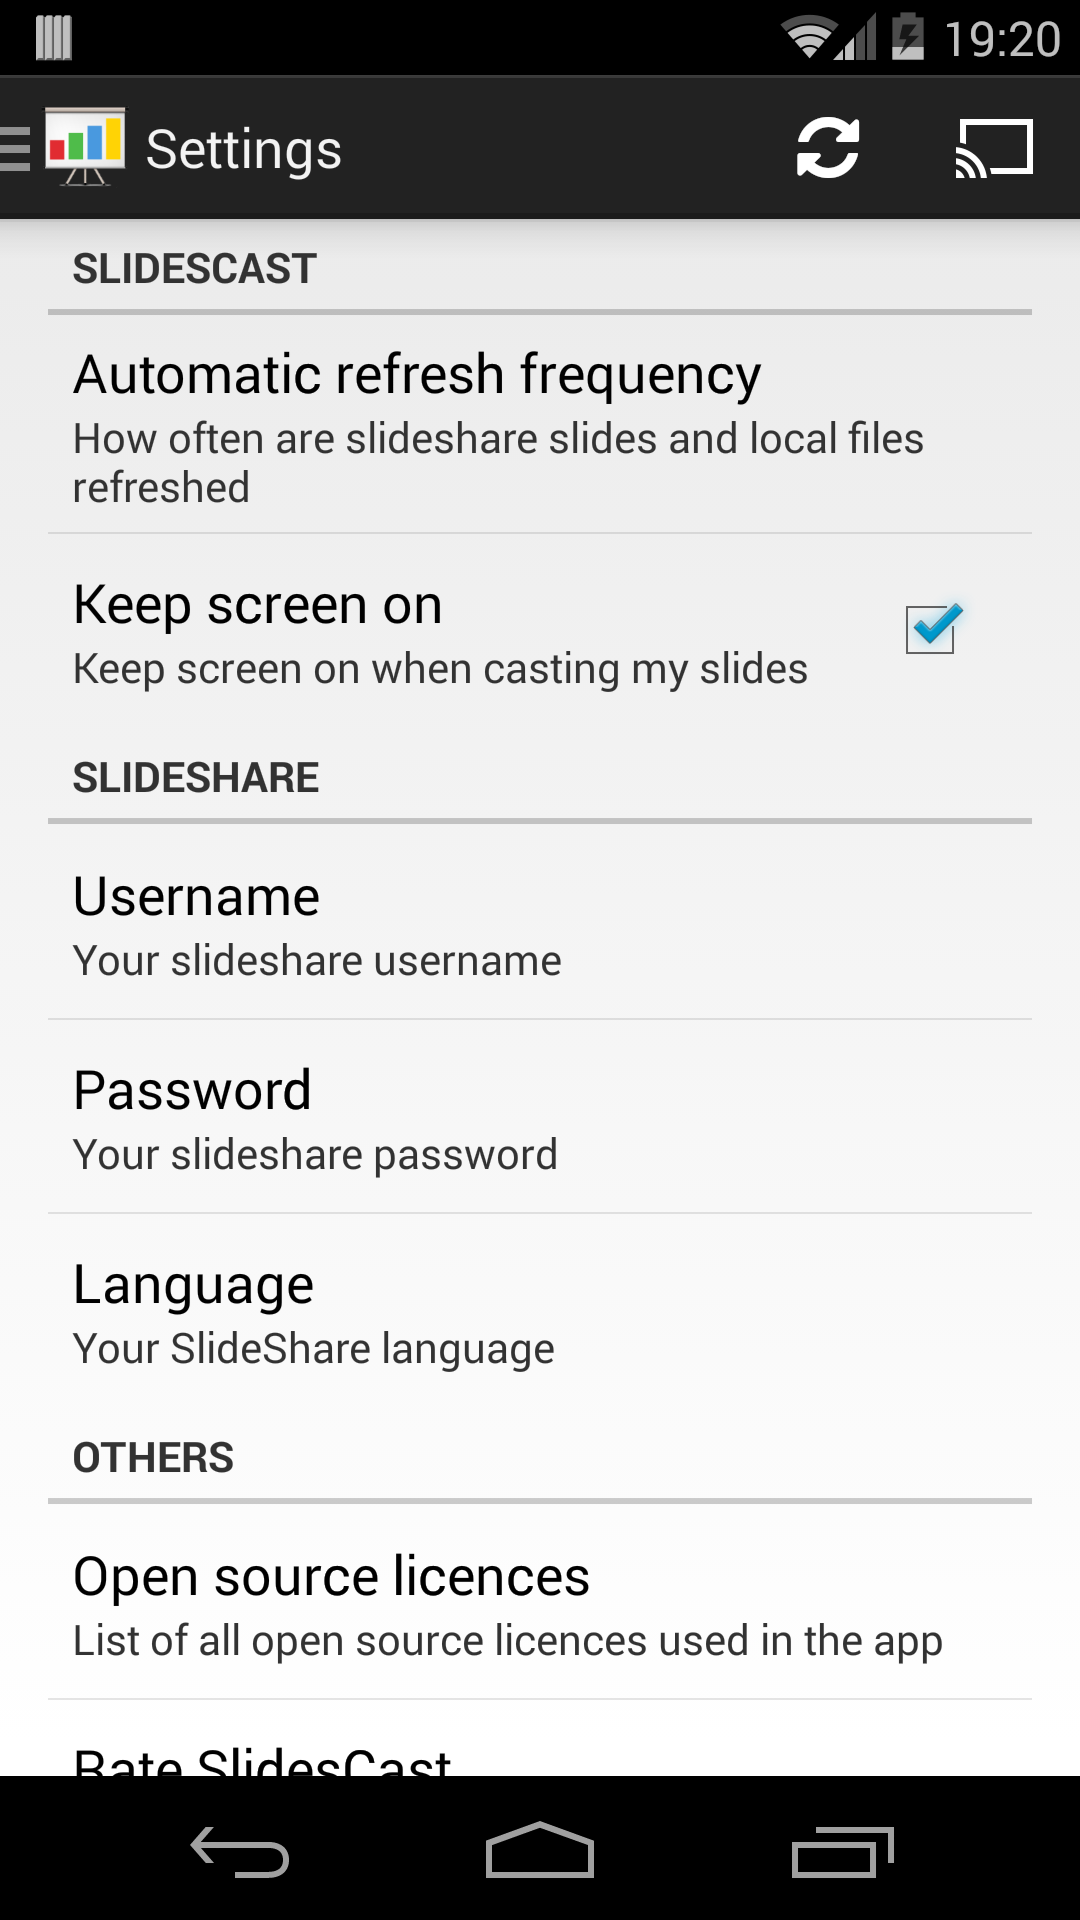 19:20
Settings
SLIDESCAST
Automatic refresh frequency
How often are slideshare slides and local files
refreshed
Keep screen on
Keep screen on when casting my slides
SLIDESHARE
Username
Your slideshare username
Password
Your slideshare password
Language
Your SlideShare language
OTHERS
Open source licences
List of all open source licences used in the app
Rate SlidesCast